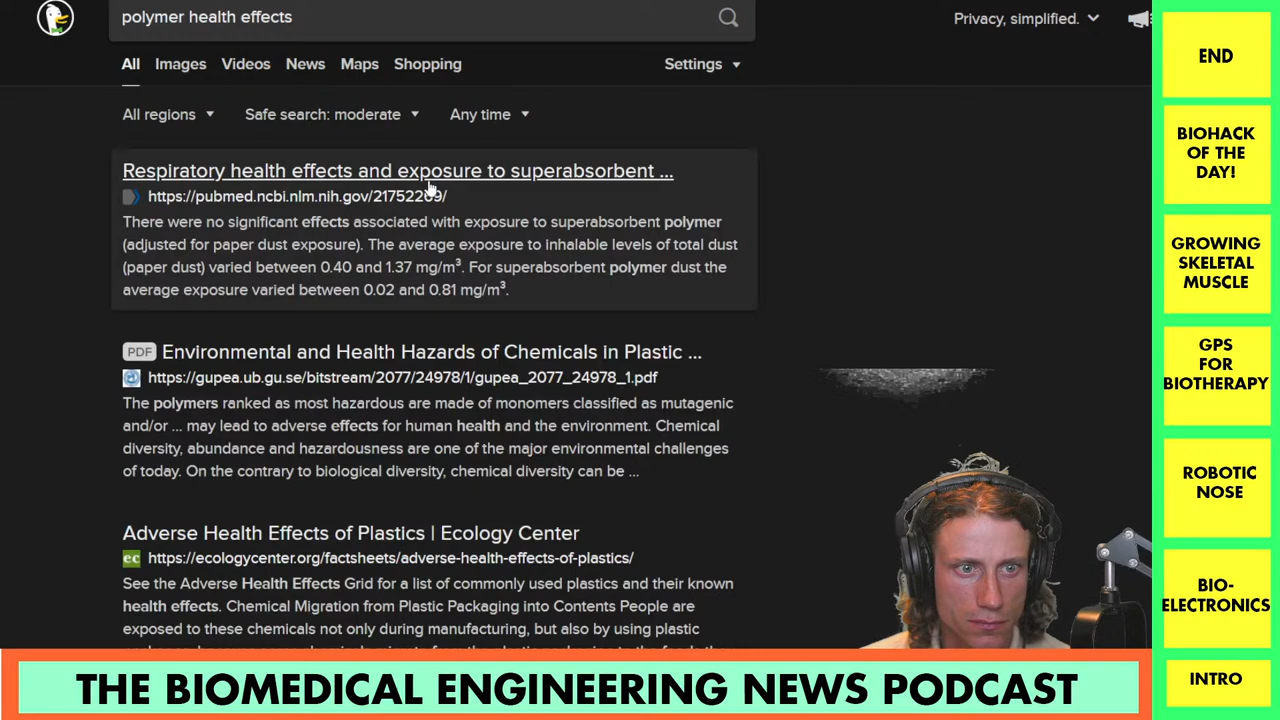 polymer health effects
Privacy, simplified.
All Images Videos News Maps Shopping
Settings
All regions Safe search: moderate Any time
Respiratory health effects and exposure to superabsorbent ...
https://pubmed.ncbi.nlm.nih.gov/21752269/
There were no significant effects associated with exposure to superabsorbent polymer
(adjusted for paper dust exposure). The average exposure to inhalable levels of total dust
(paper dust) varied between 0.40 and 1.37 mg/m³. For superabsorbent polymer dust the
average exposure varied between 0.02 and 0.81 mg/m³.
PDF Environmental and Health Hazards of Chemicals in Plastic ...
https://gupea.ub.gu.se/bitstream/2077/24978/1/gupea_2077_24978_1.pdf
The polymers ranked as most hazardous are made of monomers classified as mutagenic
and/or ... may lead to adverse effects for human health and the environment. Chemical
diversity, abundance and hazardousness are one of the major environmental challenges
of today. On the contrary to biological diversity, chemical diversity can be ...
Adverse Health Effects of Plastics | Ecology Center
ec https://ecologycenter.org/factsheets/adverse-health-effects-of-plastics/
See the Adverse Health Effects Grid for a list of commonly used plastics and their known
health effects. Chemical Migration from Plastic Packaging into Contents People are
exposed to these chemicals not only during manufacturing, but also by using plastic
END
BIOHACK
OF THE
DAY!
GROWING
SKELETAL
MUSCLE
GPS
FOR
BIOTHERAPY
ROBOTIC
NOSE
BIO-
ELECTRONICS
INTRO
THE BIOMEDICAL ENGINEERING NEWS PODCAST